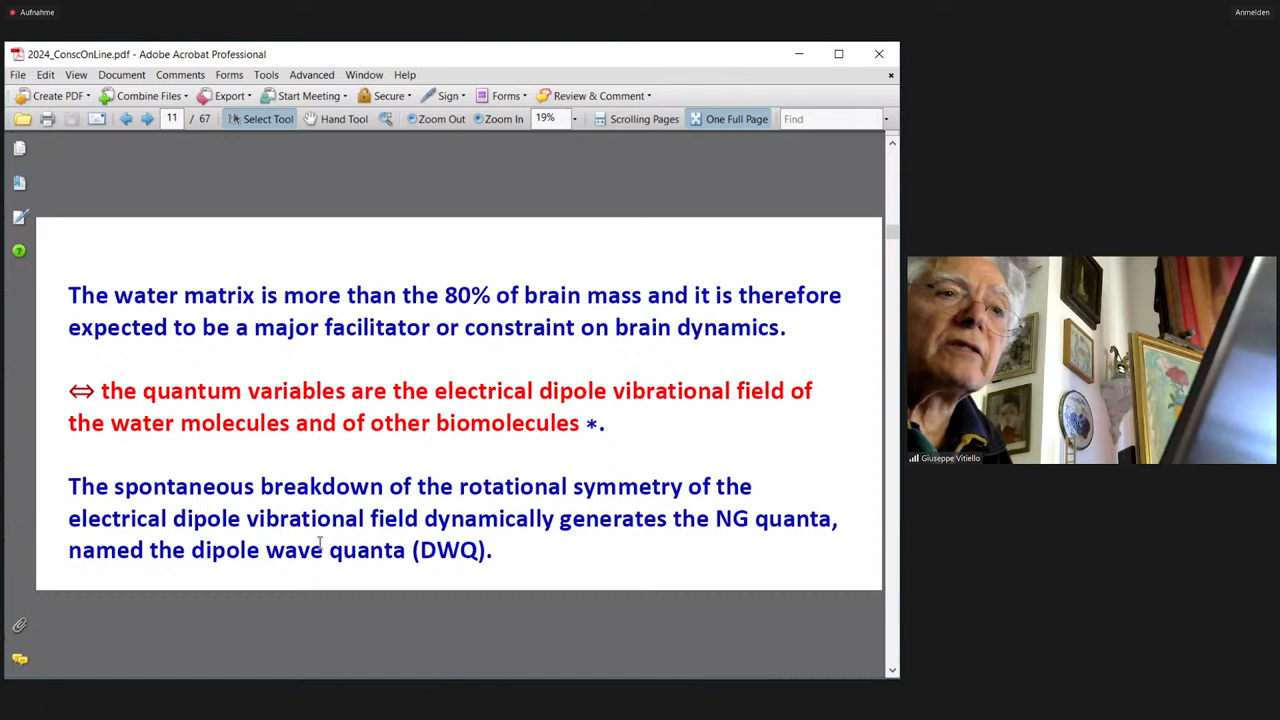 Aufnahme
Anmelden
2024_ConscOnLine.pdf - Adobe Acrobat Professional
File Edit View Document Comments Forms Tools Advanced Window Help
Create PDF Combine Files Export Start Meeting Secure Sign Forms Review & Comment
11 / 67 Select Tool Hand Tool Zoom Out Zoom In 19% Scrolling Pages One Full Page Find
The water matrix is more than the 80% of brain mass and it is therefore
expected to be a major facilitator or constraint on brain dynamics.
⇔ the quantum variables are the electrical dipole vibrational field of
the water molecules and of other biomolecules *.
The spontaneous breakdown of the rotational symmetry of the
electrical dipole vibrational field dynamically generates the NG quanta,
named the dipole wave quanta (DWQ).
Giuseppe Vitiello